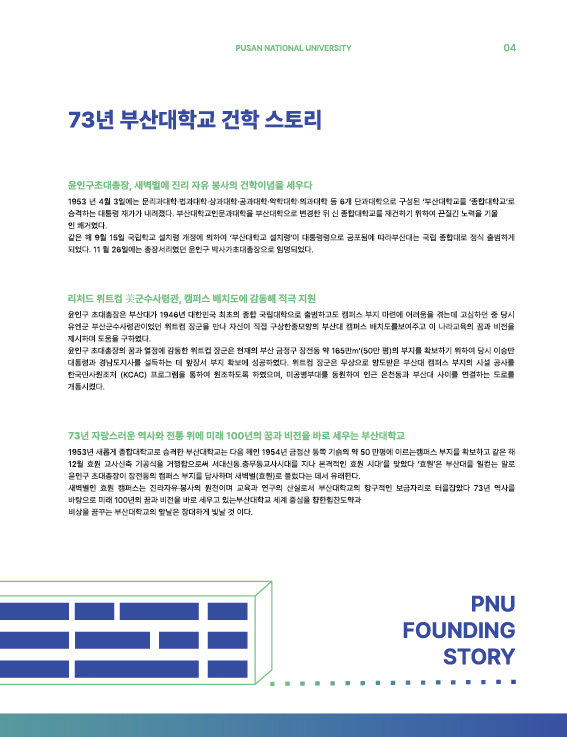 PUSAN NATIONAL UNIVERSITY
04
73년 부산대학교 건학 스토리
윤인구초대총장, 새벽벌에 진리 자유 봉사의 건학이념을 세우다
1953 년 4월 3일에는 문리과대학·법과대학·상과대학·공과대학·약학대학·의과대학 등 6개 단과대학으로 구성된 '부산대학교를 '종합대학교'로
승격하는 대통령 재가가 내려졌다. 부산대학교인문과대학을 부산대학으로 변경한 뒤 신 종합대학교를 재건하기 위하여 끈질긴 노력을 기울
인 쾌거였다.
같은 해 9월 15일 국립학교 설치령 개정에 의하여 '부산대학교 설치령'이 대통령령으로 공포됨에 따라부산대는 국립 종합대로 정식 출범하게
되었다. 11 월 26일에는 총장서리였던 윤인구 박사가초대총장으로 임명되었다.
리처드 위트컴 美군수사령관, 캠퍼스 배치도에 감동해 적극 지원
윤인구 초대총장은 부산대가 1946년 대한민국 최초의 종합 국립대학으로 출범하고도 캠퍼스 부지 마련에 어려움을 겪는데 고심하던 중 당시
유엔군 부산군수사령관이었던 위트컴 장군을 만나 자신이 직접 구상한종모양의 부산대 캠퍼스 배치도를보여주고 이 나라교육의 꿈과 비전을
제시하며 도움을 구하였다.
윤인구 초대총장의 꿈과 열정에 감동한 위트컴 장군은 현재의 부산 금정구 장전동 약 165만m'(50만 평)의 부지를 확보하기 위하여 당시 이승만
대통령과 경남도지사를 설득하는 데 앞장서 부지 확보에 성공하였다. 위트컴 장군은 무상으로 양도받은 부산대 캠퍼스 부지의 시설 공사를
한국민사원조처 (KCAC) 프로그램을 통하여 원조하도록 하였으며, 미공병부대를 동원하여 인근 온천동과 부산대 사이를 연결하는 도로를
개통시켰다.
73년 자랑스러운 역사와 전통 위에 미래 100년의 꿈과 비전을 바로 세우는 부산대학교
1953년 새롭게 종합대학교로 승격한 부산대학교는 다음 해인 1954년 금정산 동쪽 기슭의 약 50 만평에 이르는캠퍼스 부지를 확보하고 같은 해
12월 효원 교사신축 기공식을 거행함으로써 서대신동.충무동교사시대를 지나 본격적인 효원 시대'를 맞았다 '효원'은 부산대를 일컫는 말로
윤인구 초대총장이 장전동의 캠퍼스 부지를 답사하며 새벽벌(효원)로 불렀다는 데서 유래한다.
새벽벌인 효원 캠퍼스는 진라자유·봉사의 원천이며 교육과 연구의 산실로서 부산대학교의 항구적인 보금자리로 터를잡았다 73년 역사를
바탕으로 미래 100년의 꿈과 비전을 바로 세우고 있는부산대학교 세계 중심을 향한힘찬도약과
비상을 꿈꾸는 부산대학교의 앞날은 창대하게 빛날 것 이다.
PNU
FOUNDING
STORY